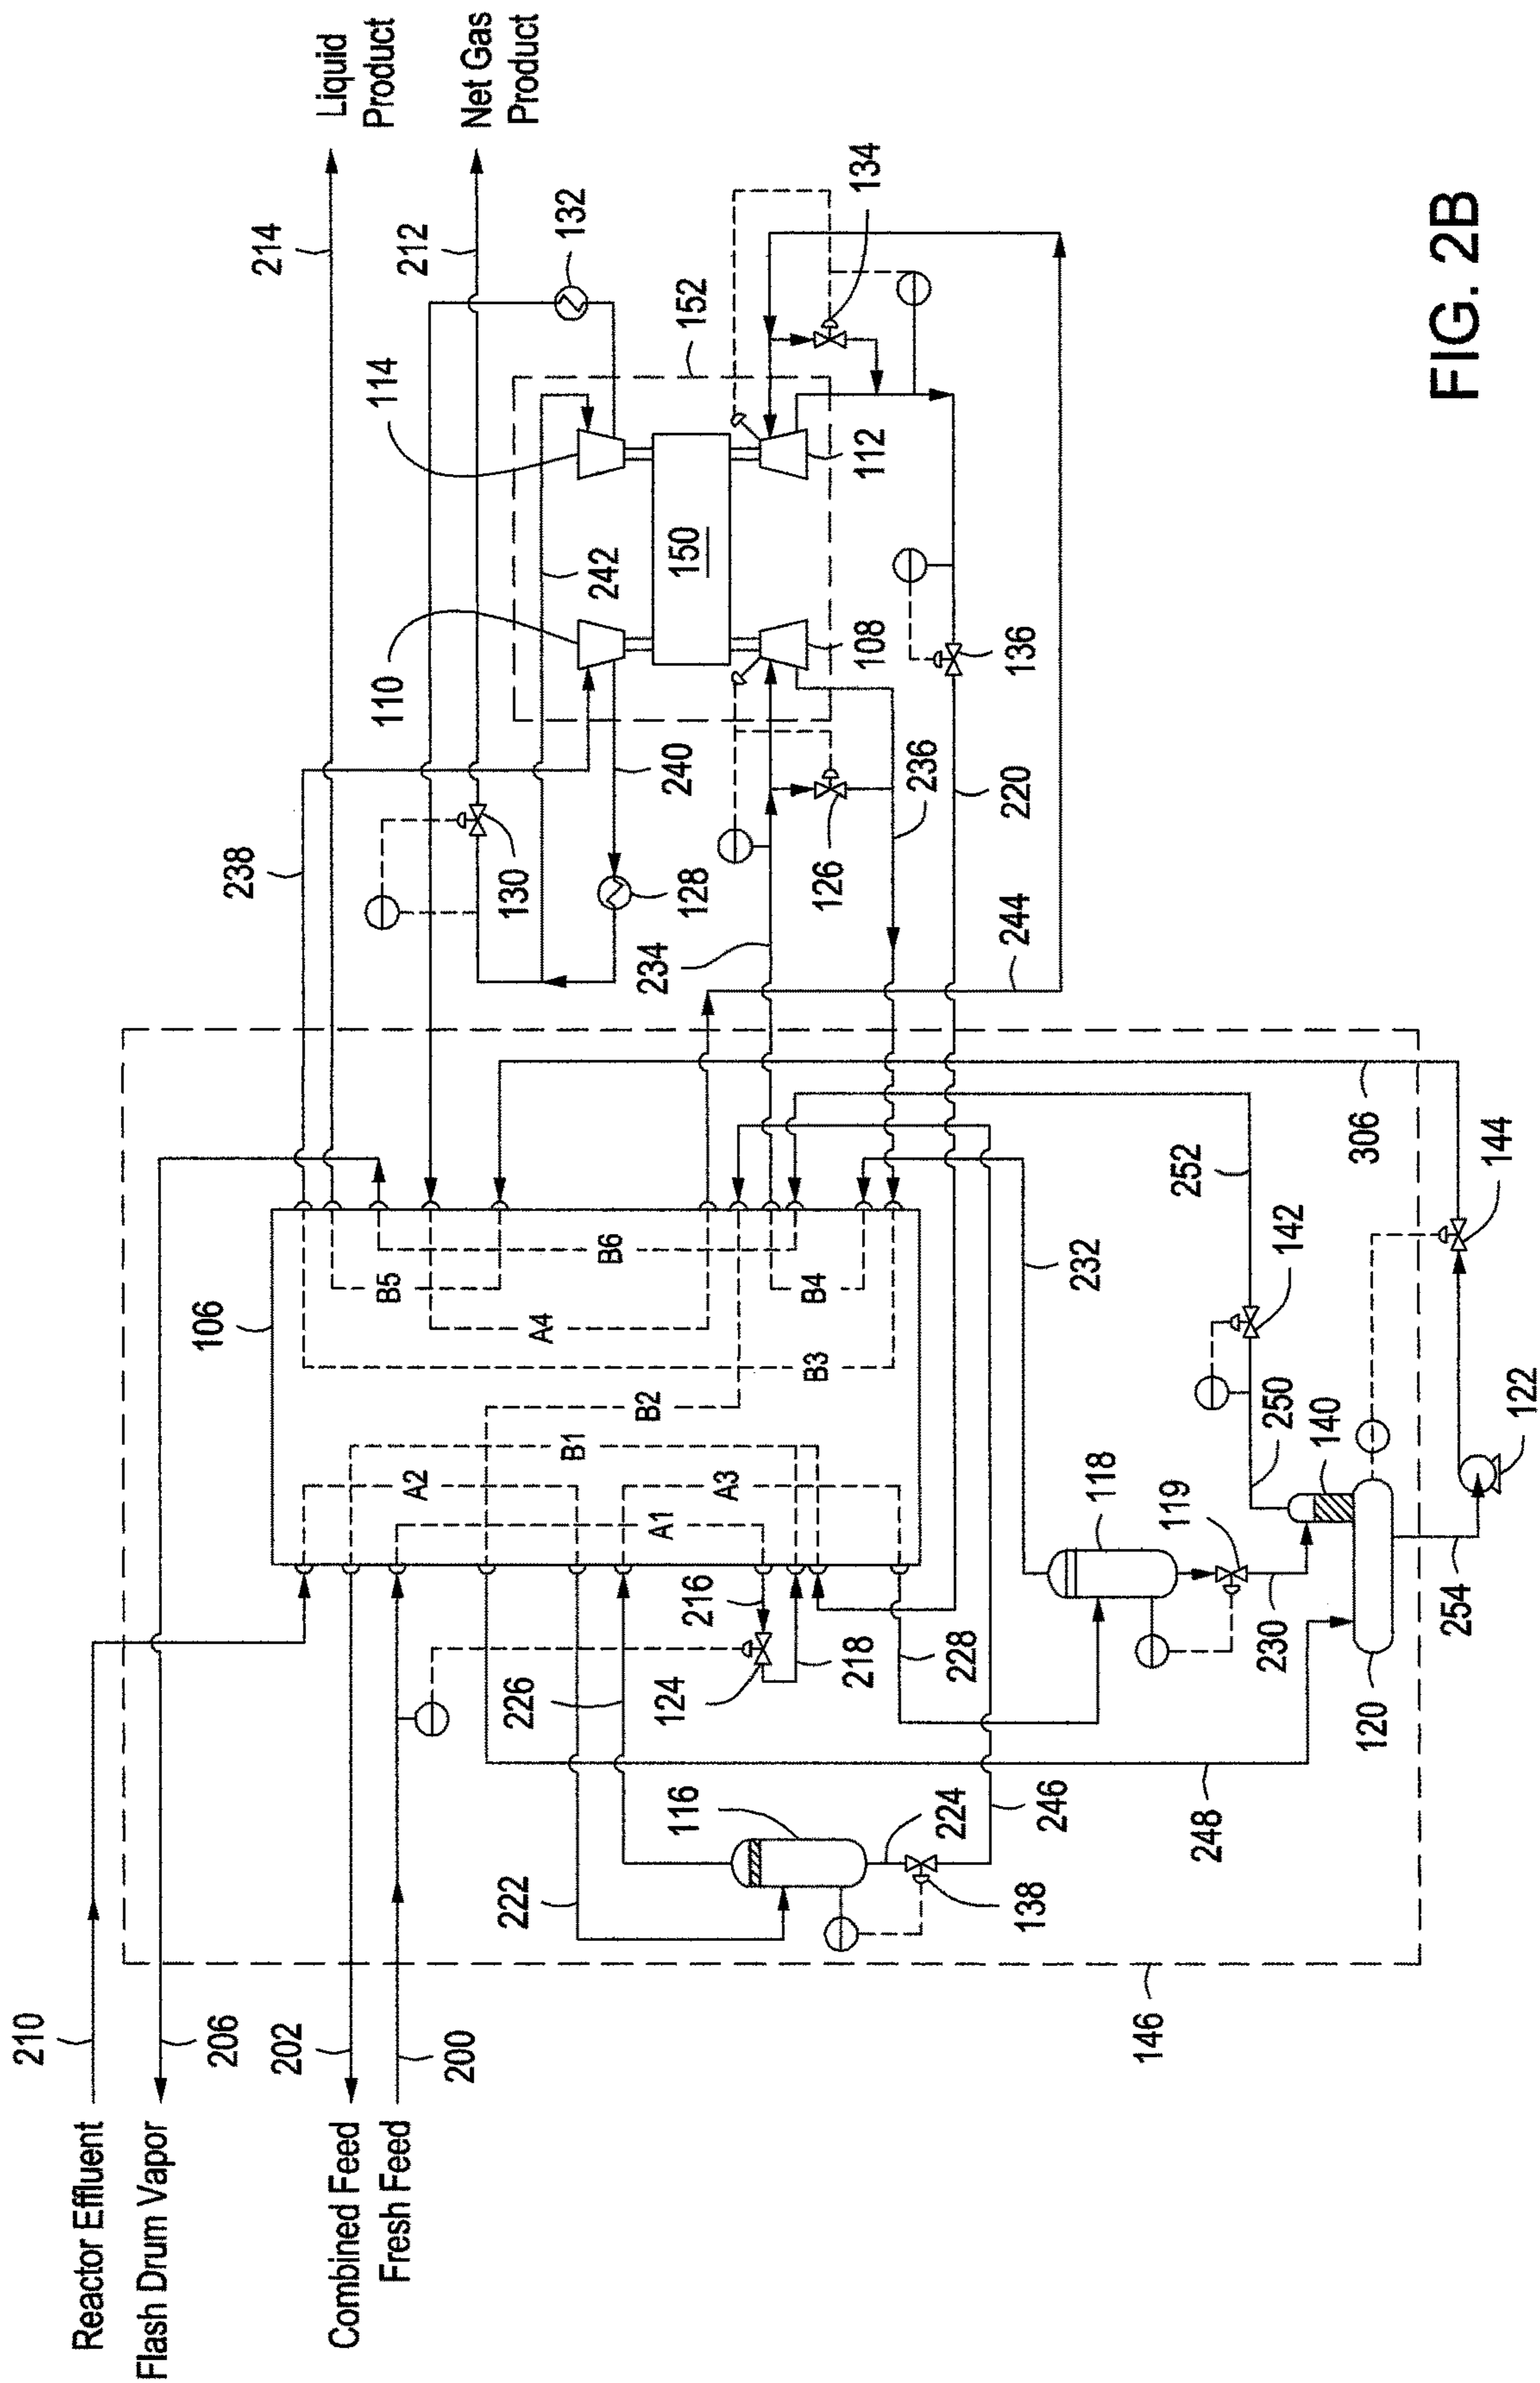 Reactor Effluent
210
Flash Drum Vapor
206
Combined Feed
202
Fresh Feed
200
Liquid
Product
214
Net Gas
Product
212
238
130
114
132
110
242
128
240
150
152
134
112
108
126
136
234
236
220
244
106
B5
B6
A4
B4
B3
B2
B1
A2
A3
A1
216
218
124
226
228
222
116
224
138
246
248
232
118
119
230
252
142
250
140
120
254
122
144
306
146
FIG. 2B